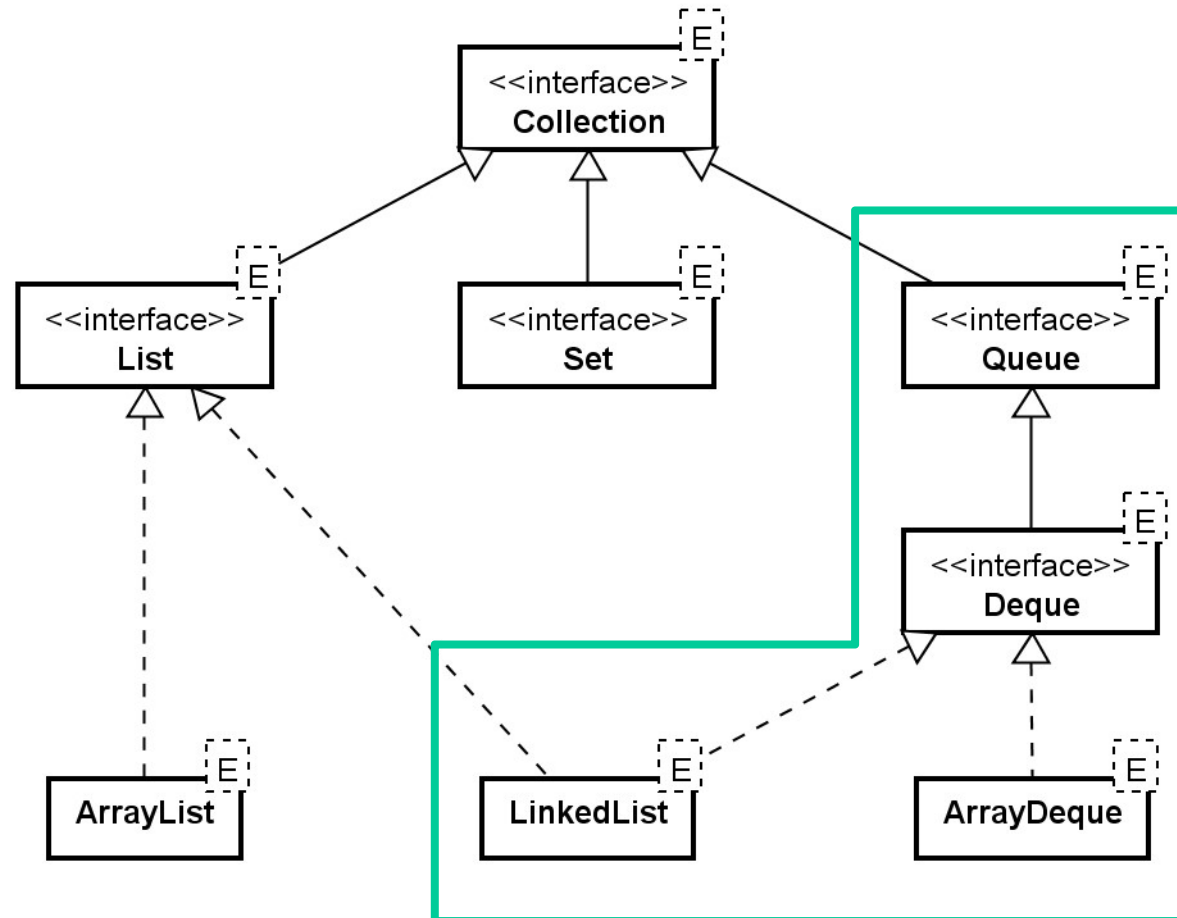 E
<<interface>>
Collection
E
<<interface>>
List
E
<<interface>>
Set
E
<<interface>>
Queue
E
<<interface>>
Deque
E
ArrayList
E
LinkedList
E
ArrayDeque